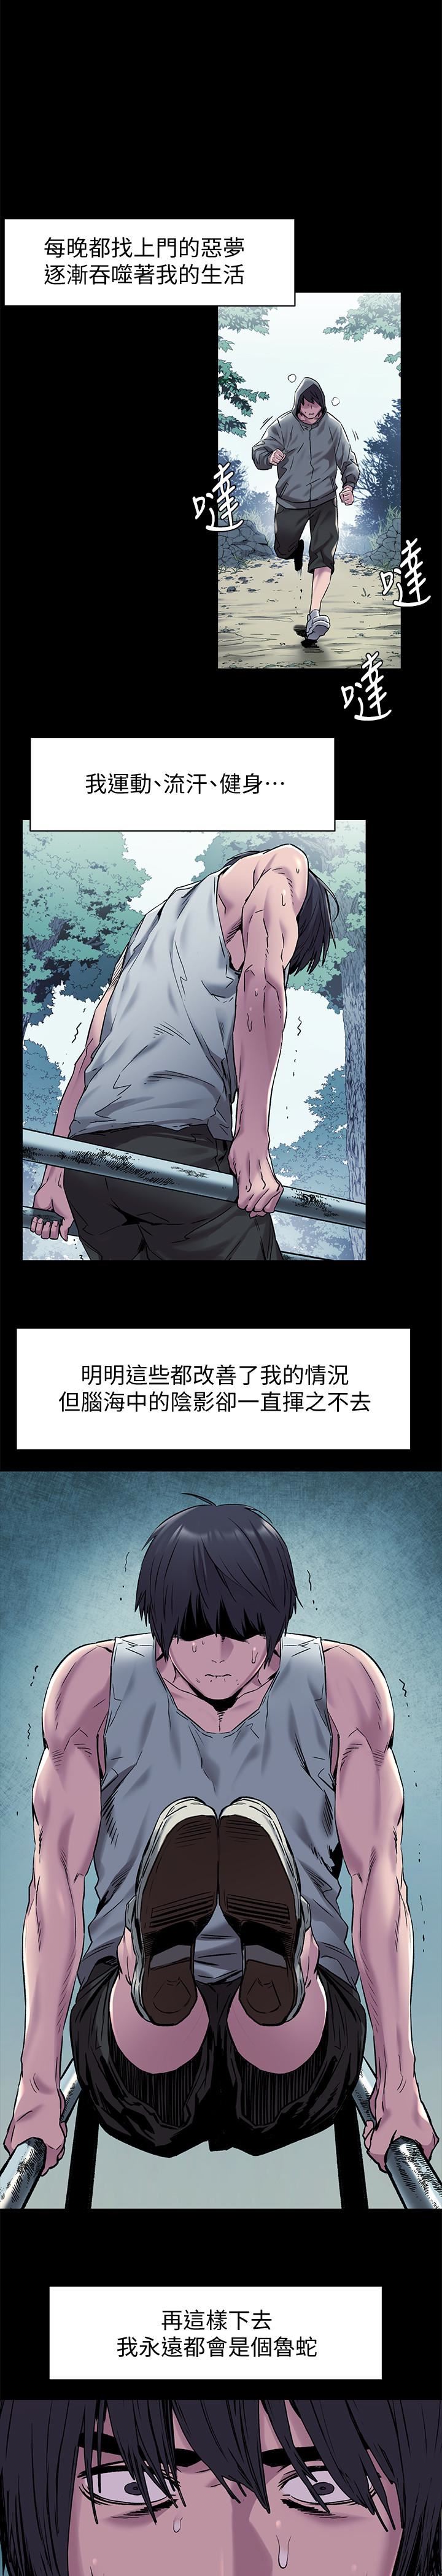 每晚都找上門的惡夢
逐漸吞噬著我的生活
噠
噠
噠
我運動、流汗、健身…
明明這些都改善了我的情況
但腦海中的陰影卻一直揮之不去
再這樣下去
我永遠都會是個魯蛇